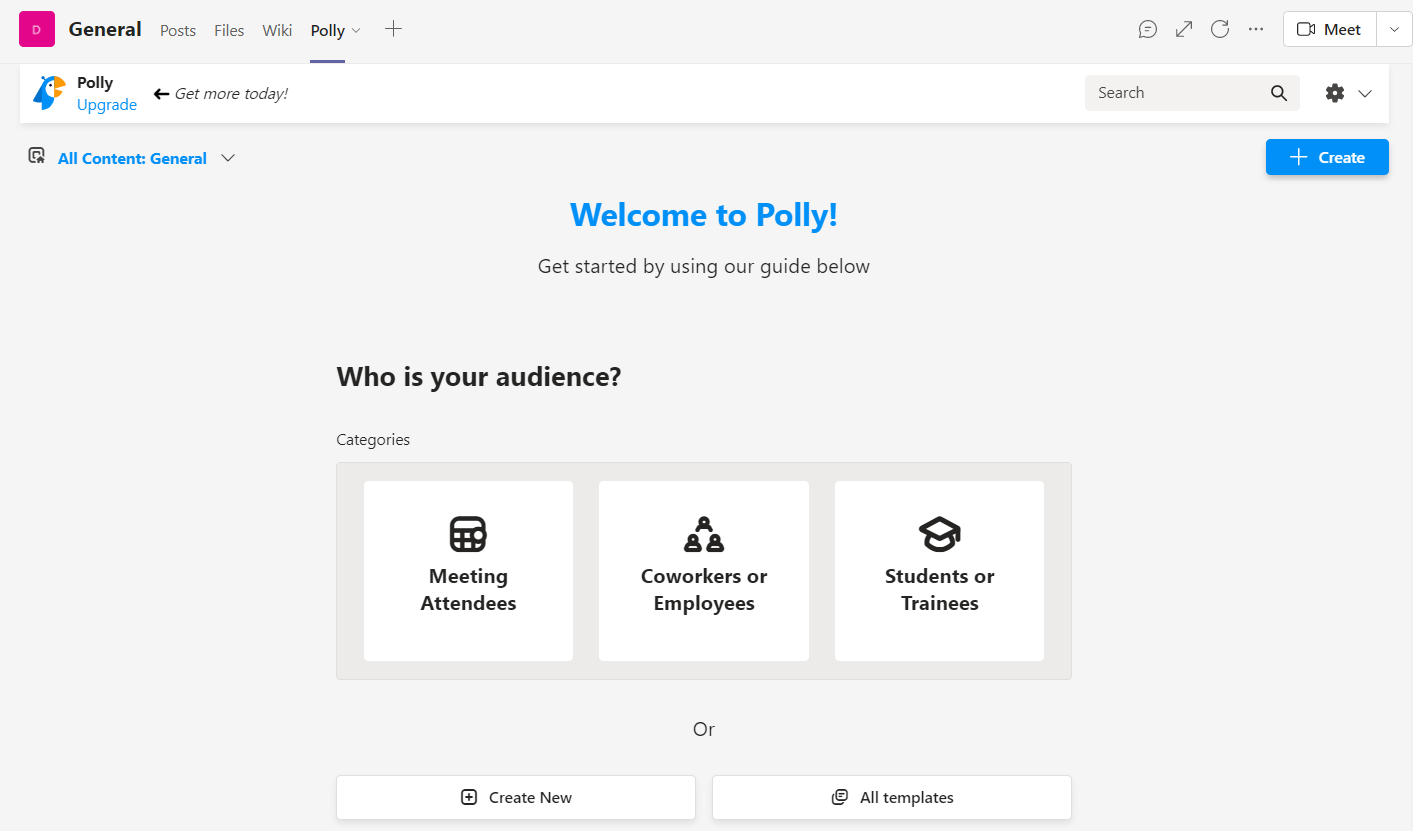 D
General
Posts
Files
Wiki
Polly
Meet
Polly
Upgrade
Get more today!
Search
All Content: General
Create
Welcome to Polly!
Get started by using our guide below
Who is your audience?
Categories
Meeting
Attendees
Coworkers or
Employees
Students or
Trainees
Or
Create New
All templates